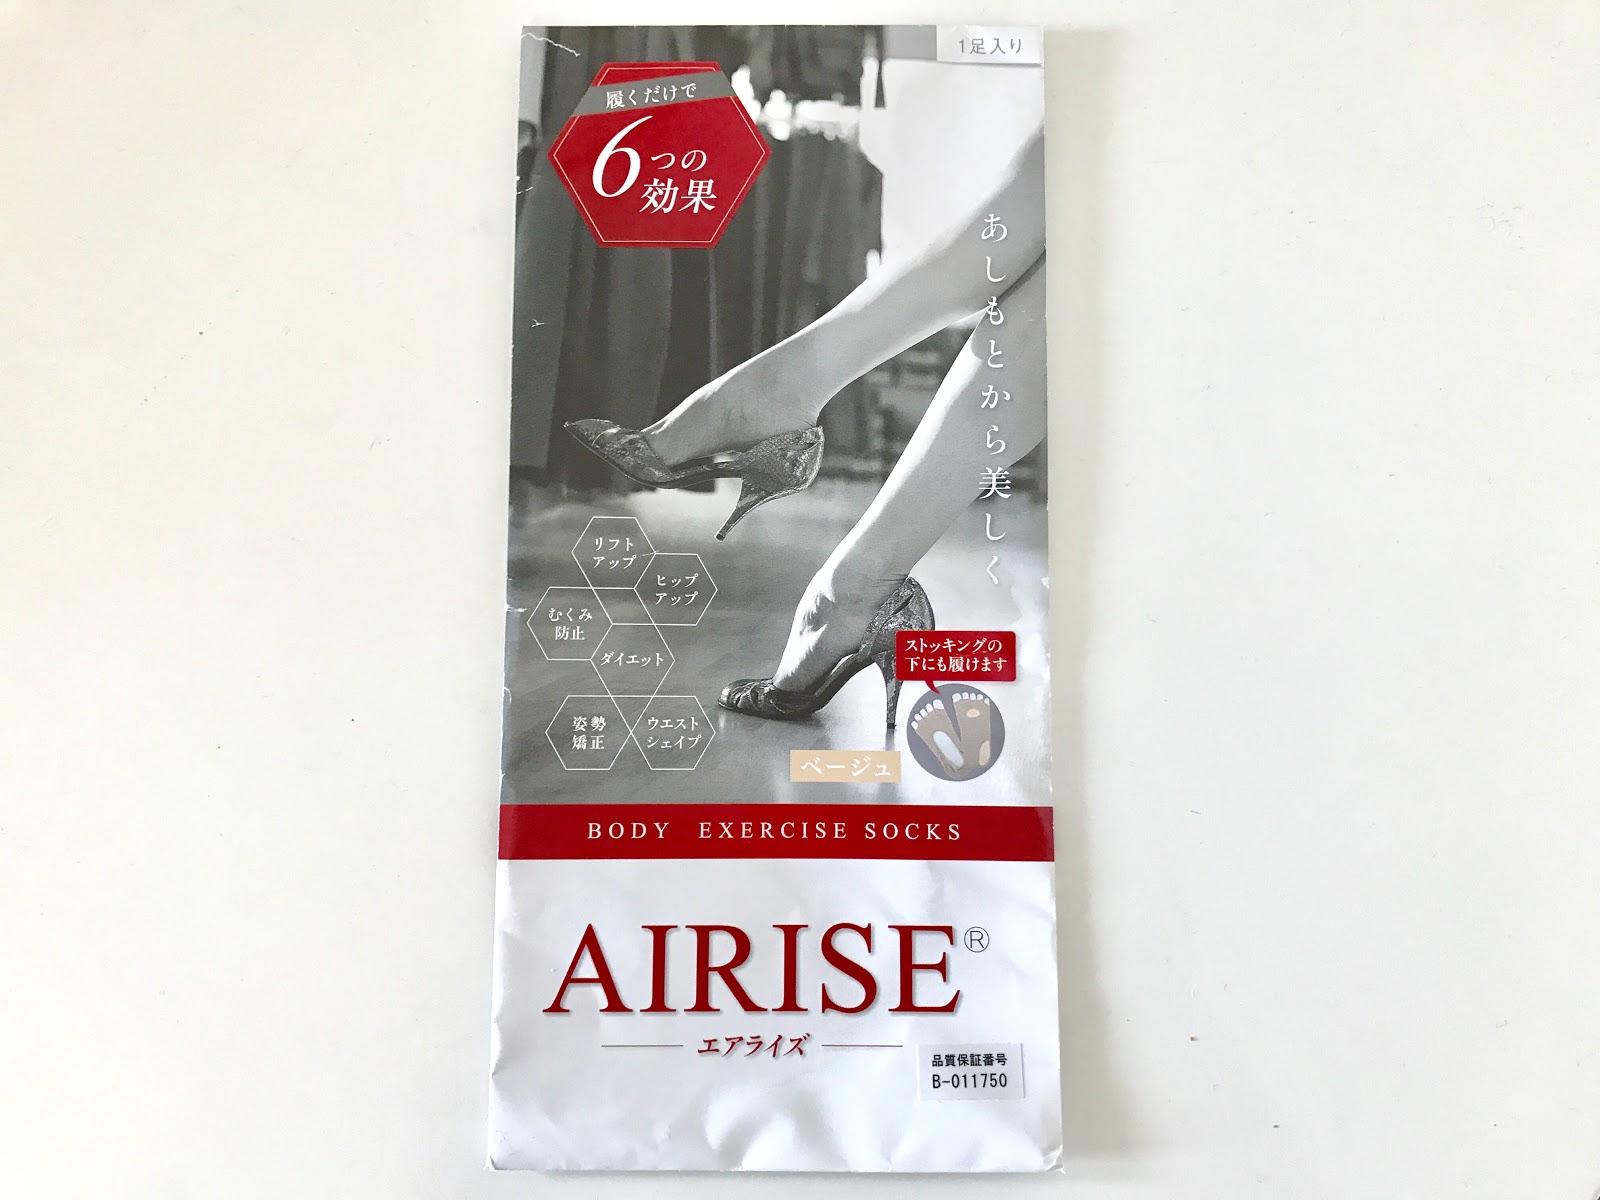 1足入り
履くだけで
6つの
効果
あしもとから美しく
リフト
アップ
ヒップ
アップ
むくみ
防止
ダイエット
姿勢
矯正
ウエスト
シェイプ
ストッキングの
下にも履けます
ベージュ
BODY EXERCISE SOCKS
AIRISE®
エアライズ
品質保証番号
B-011750